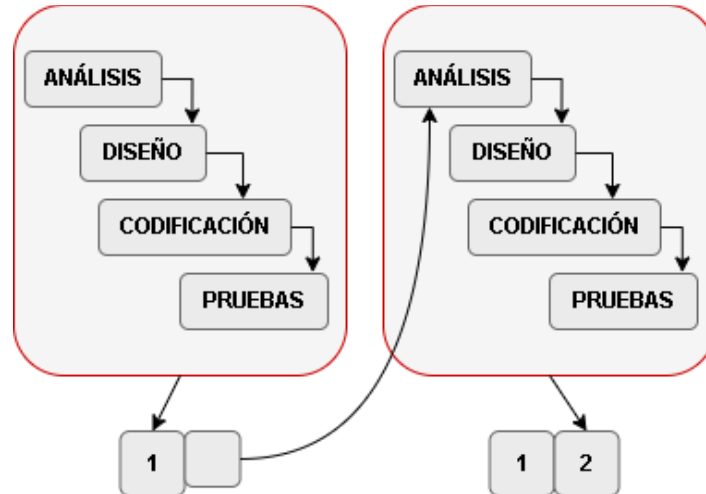 ANÁLISIS
DISEÑO
CODIFICACIÓN
PRUEBAS
1
ANÁLISIS
DISEÑO
CODIFICACIÓN
PRUEBAS
1 2